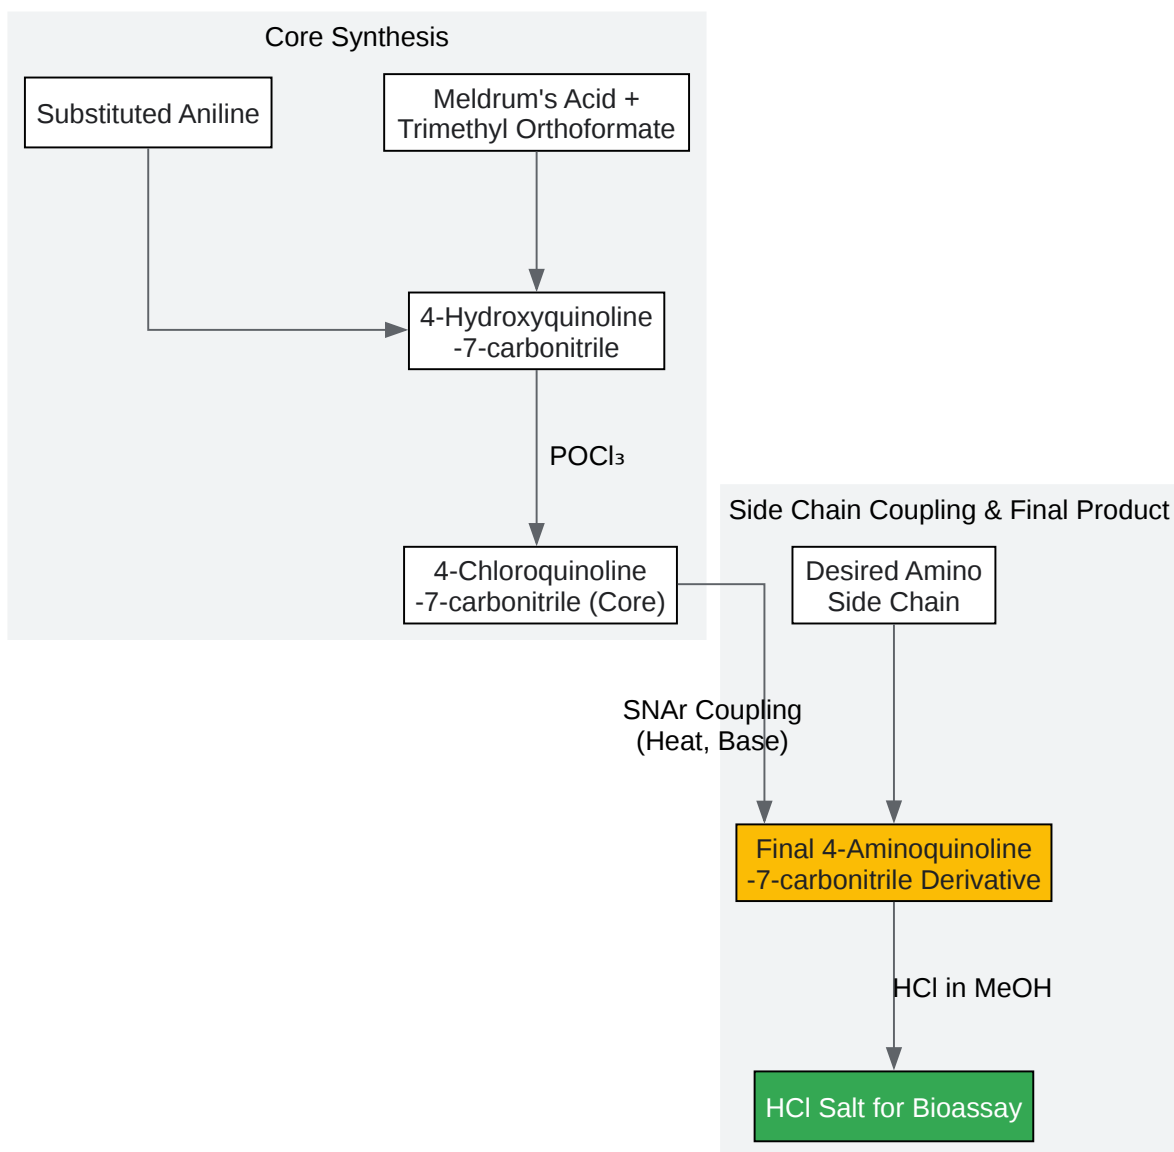 Core Synthesis
Substituted Aniline
Meldrum's Acid +
Trimethyl Orthoformate
4-Hydroxyquinoline
-7-carbonitrile
POCl₃
4-Chloroquinoline
-7-carbonitrile (Core)
Side Chain Coupling & Final Product
Desired Amino
Side Chain
SNAr Coupling
(Heat, Base)
Final 4-Aminoquinoline
-7-carbonitrile Derivative
HCl in MeOH
HCl Salt for Bioassay